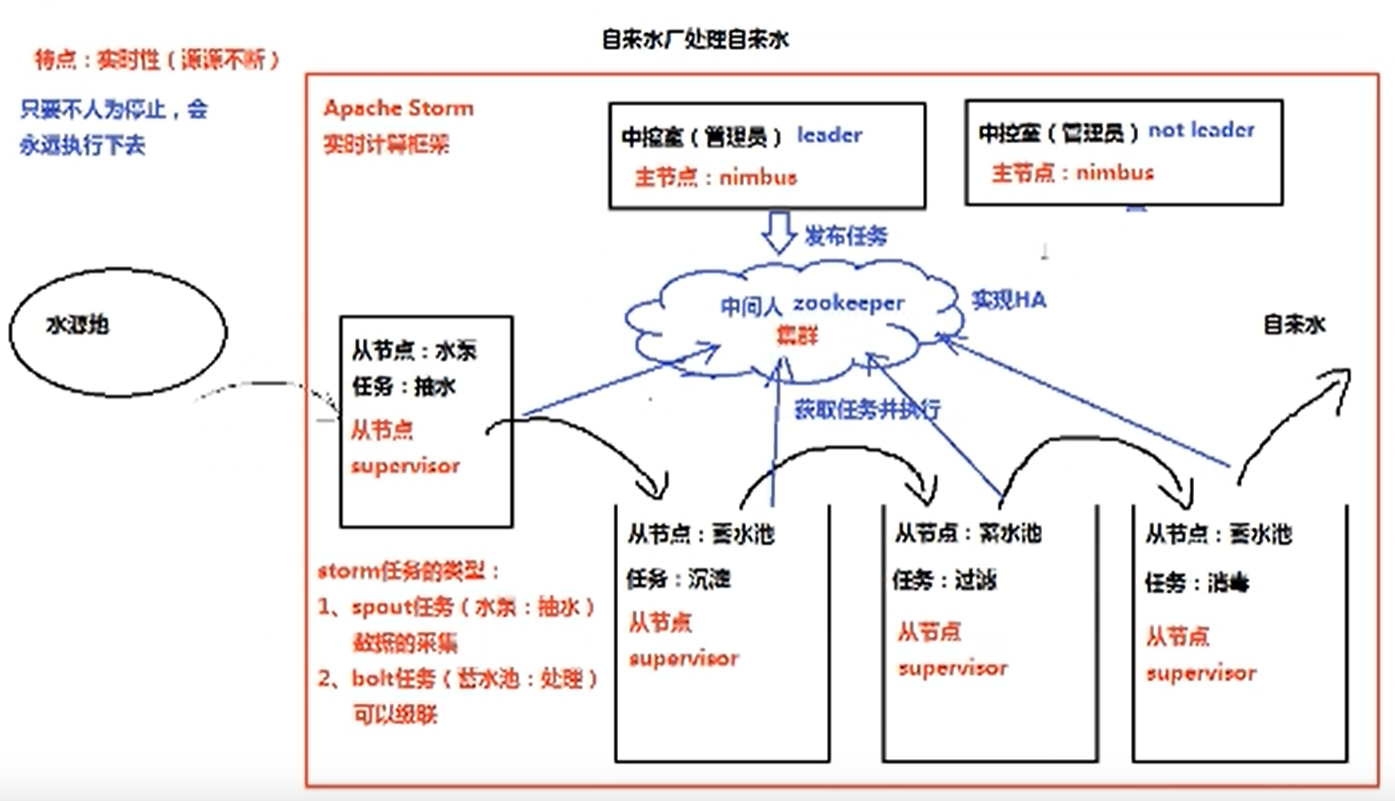 自来水厂处理自来水
特点：实时性（源源不断）
只要不人为停止，会
永远执行下去
Apache Storm
实时计算框架
中控室（管理员） leader
主节点：nimbus
中控室（管理员）not leader
主节点：nimbus
发布任务
中间人 zookeeper
集群
实现HA
水源地
自来水
从节点：水泵
任务：抽水
从节点
supervisor
获取任务并执行
从节点：蓄水池
任务：沉淀
从节点
supervisor
从节点：蓄水池
任务：过滤
从节点
supervisor
从节点：蓄水池
任务：消毒
从节点
supervisor
storm任务的类型：
1、spout任务（水泵：抽水）
数据的采集
2、bolt任务（蓄水池：处理）
可以级联